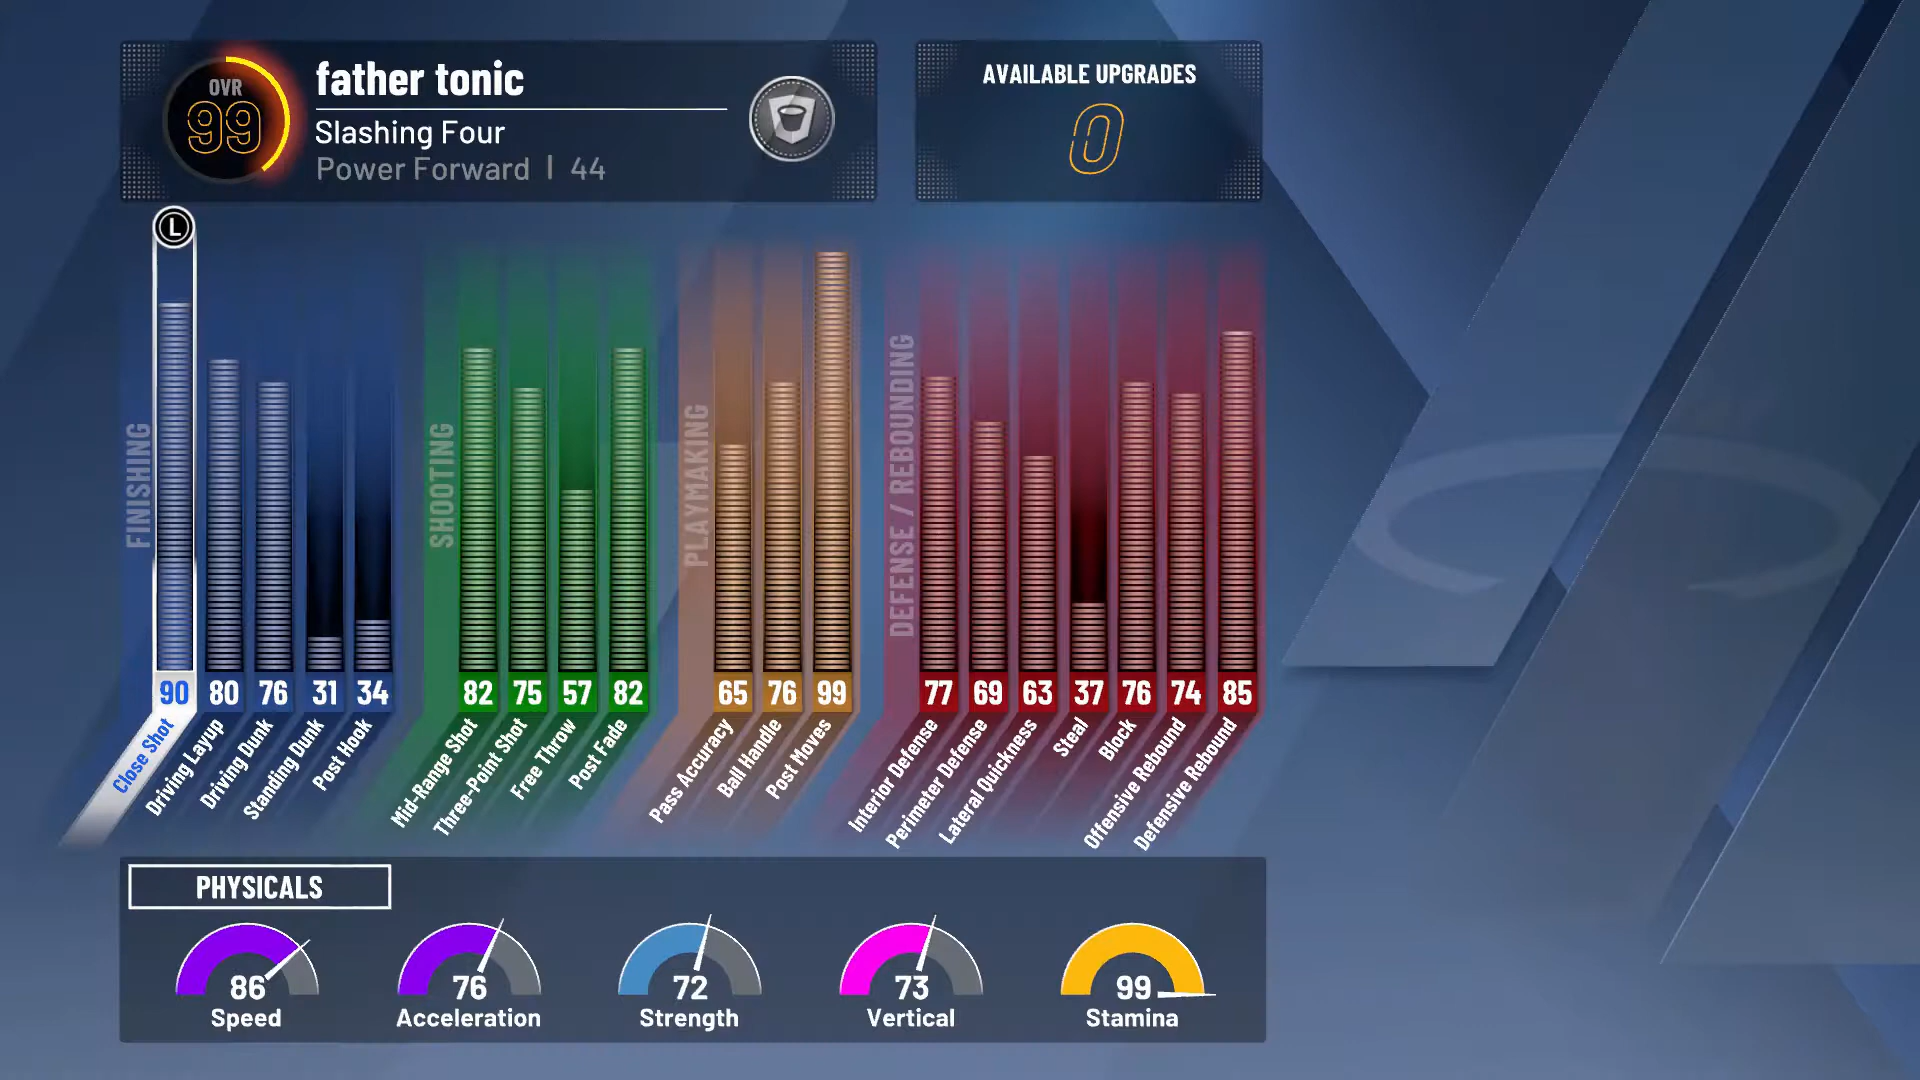 OVR
99
father tonic
Slashing Four
Power Forward | 44
AVAILABLE UPGRADES
0
L
FINISHING
90 80 76 31 34
Close Shot
Driving Layup
Driving Dunk
Standing Dunk
Post Hook
SHOOTING
82 75 57 82
Mid-Range Shot
Three-Point Shot
Free Throw
Post Fade
PLAYMAKING
65 76 99
Pass Accuracy
Ball Handle
Post Moves
DEFENSE / REBOUNDING
77 69 63 37 76 74 85
Interior Defense
Perimeter Defense
Lateral Quickness
Steal
Block
Offensive Rebound
Defensive Rebound
PHYSICALS
86 76 72 73 99
Speed Acceleration Strength Vertical Stamina